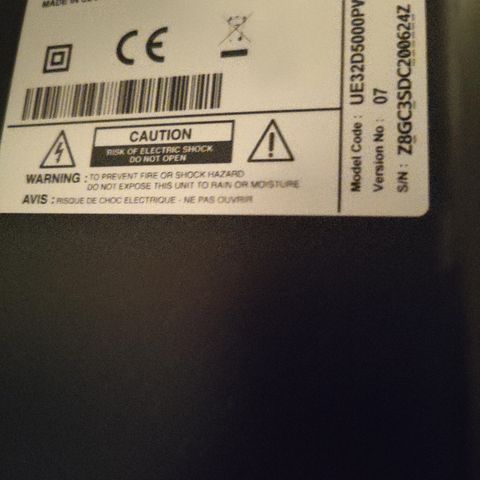 MADE IN
CE
CAUTION
RISK OF ELECTRIC SHOCK
DO NOT OPEN
WARNING : TO PREVENT FIRE OR SHOCK HAZARD
DO NOT EXPOSE THIS UNIT TO RAIN OR MOISTURE
AVIS : RISQUE DE CHOC ELECTRIQUE - NE PAS OUVRIR
Model Code : UE32D5000PW
Version No : 07
S/N : Z8GC3SDC200624Z